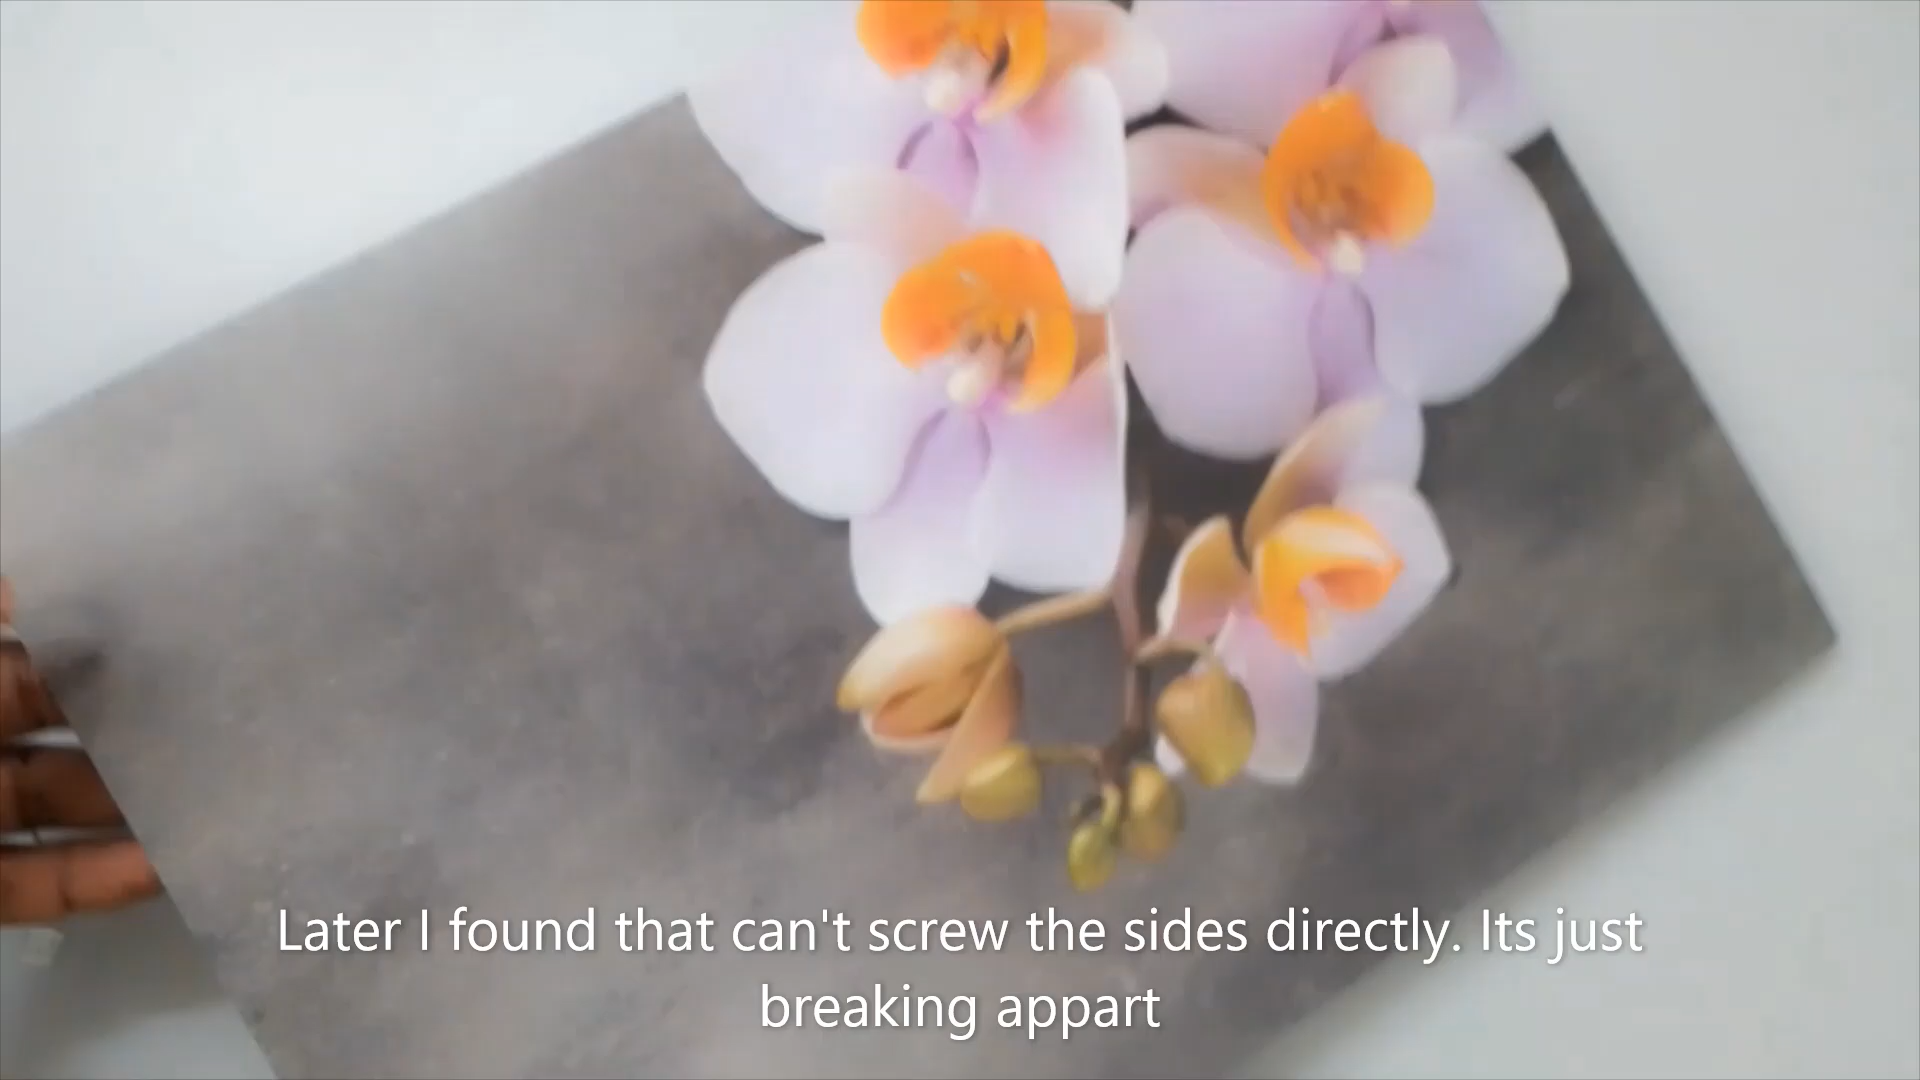 Later I found that can't screw the sides directly. Its just
breaking appart